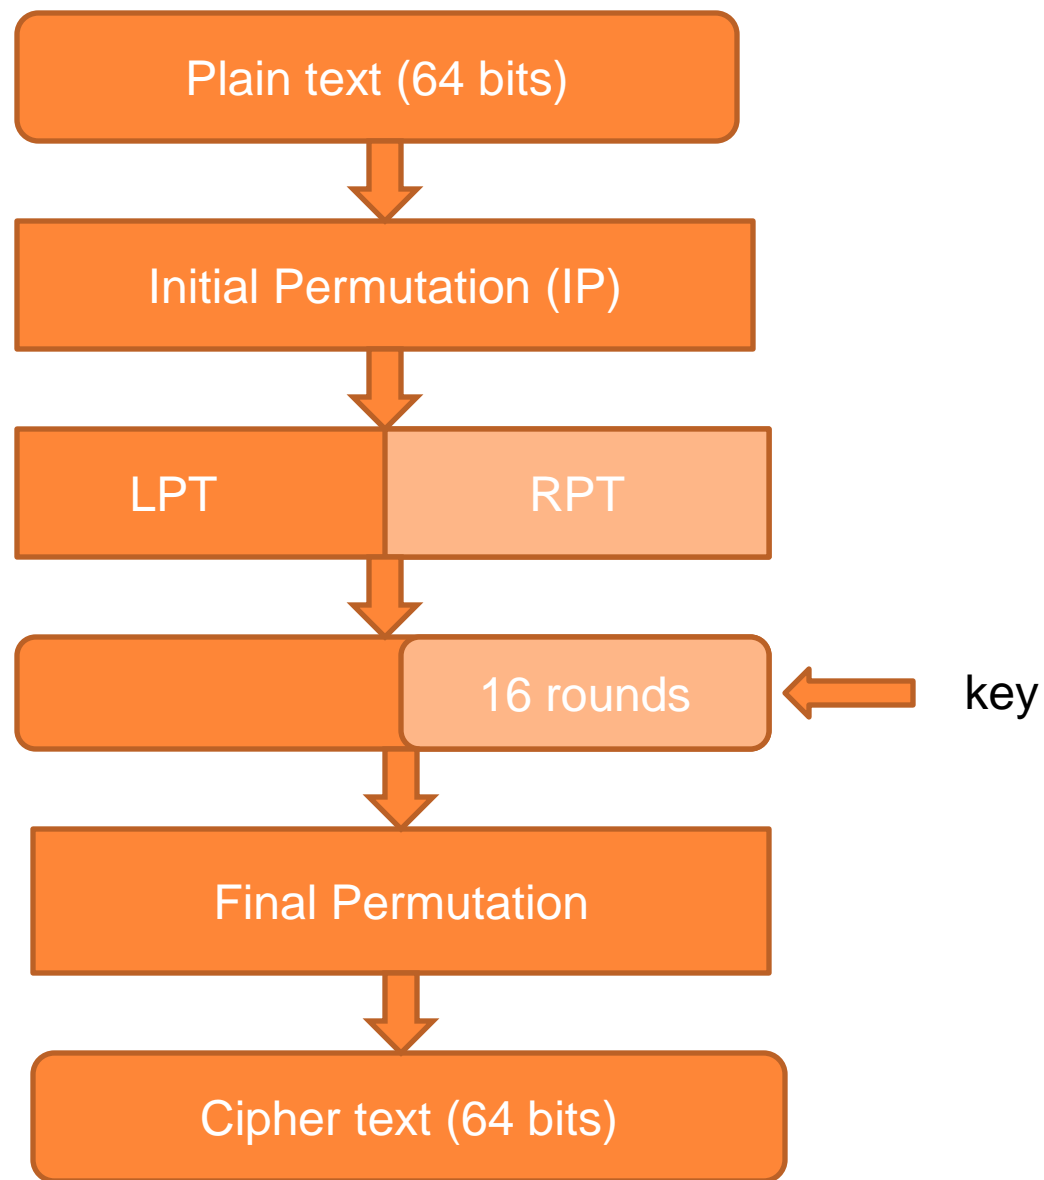 Plain text (64 bits)
Initial Permutation (IP)
LPT RPT
16 rounds
key
Final Permutation
Cipher text (64 bits)